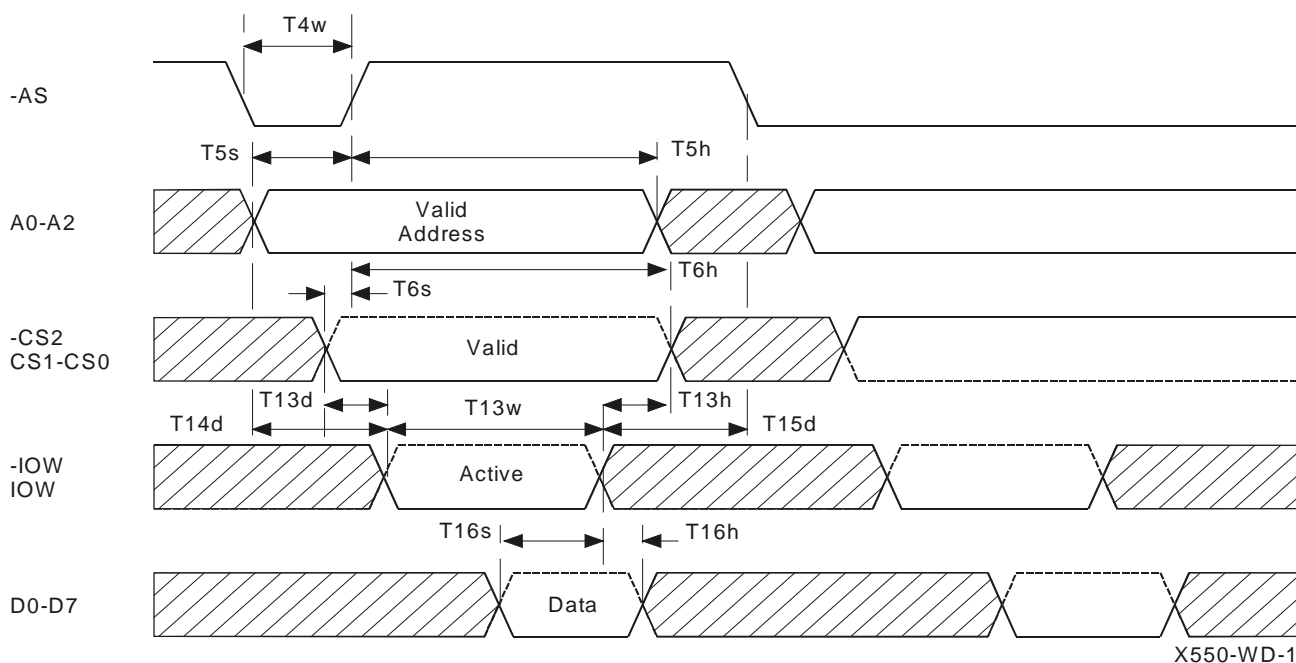 T4w
-AS
T5s
T5h
A0-A2
Valid
Address
T6h
T6s
-CS2
CS1-CS0
Valid
T13d
T13w
T13h
T14d
T15d
-IOW
IOW
Active
T16s
T16h
D0-D7
Data
X550-WD-1